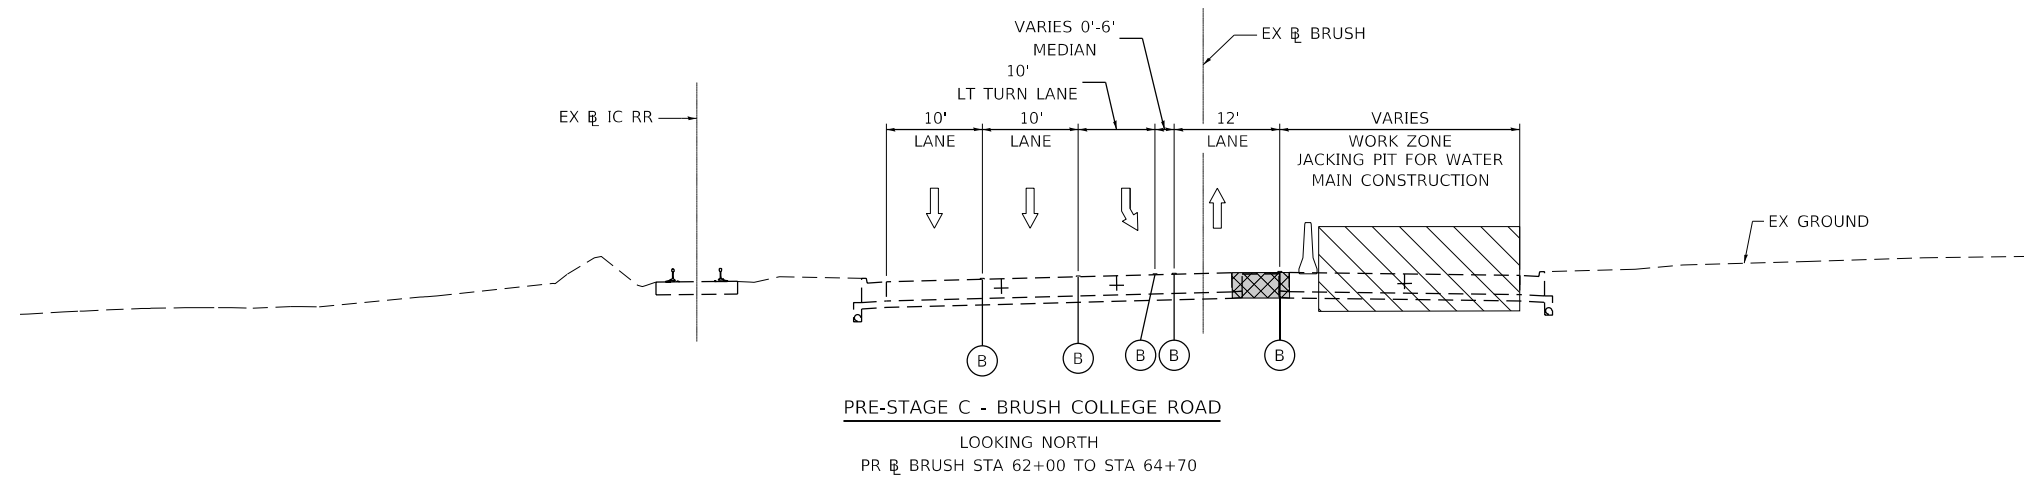 VARIES 0'-6'
MEDIAN
10'
LT TURN LANE
EX ℄ BRUSH
EX ℄ IC RR
10'
LANE
10'
LANE
12'
LANE
VARIES
WORK ZONE
JACKING PIT FOR WATER
MAIN CONSTRUCTION
EX GROUND
B
B
B
B
B
PRE-STAGE C - BRUSH COLLEGE ROAD
LOOKING NORTH
PR ℄ BRUSH STA 62+00 TO STA 64+70